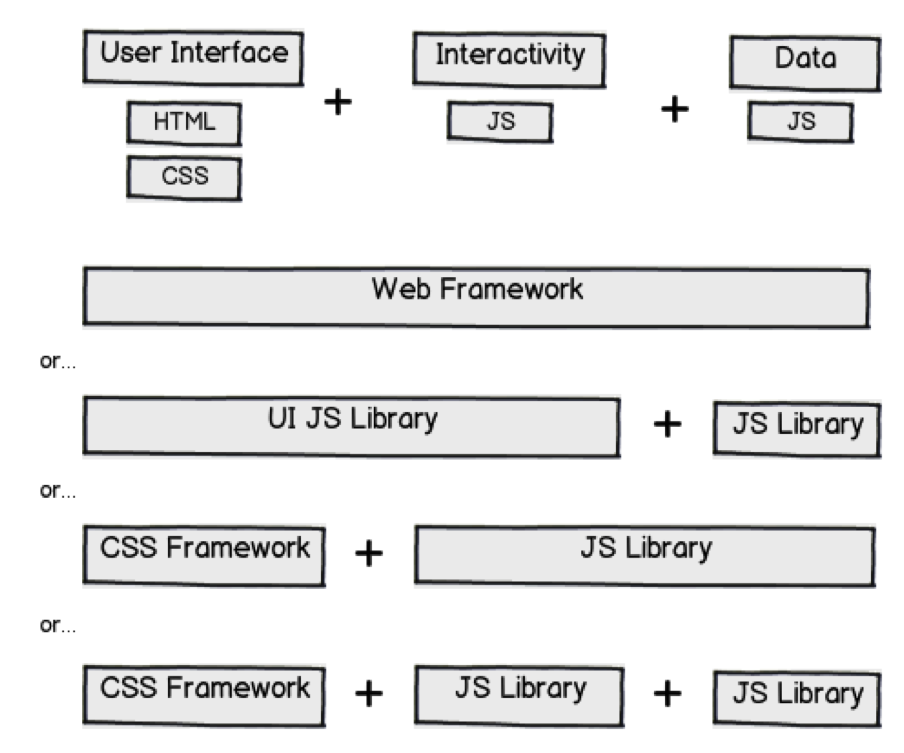 User Interface + Interactivity + Data
HTML JS JS
CSS
Web Framework
or...
UI JS Library + JS Library
or...
CSS Framework + JS Library
or...
CSS Framework + JS Library + JS Library